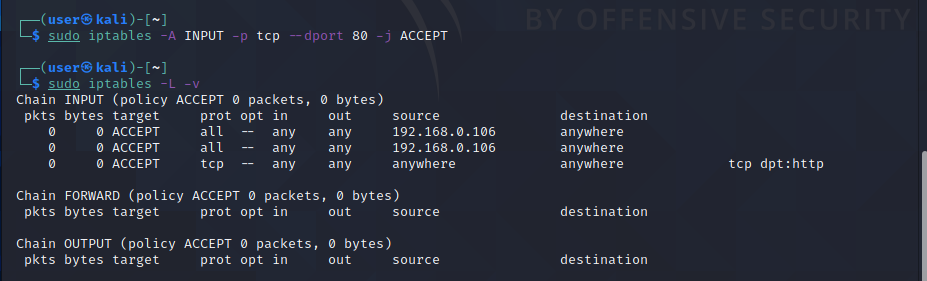 BY OFFENSIVE SECURITY
┌──(user㉿kali)-[~]
└─$ sudo iptables -A INPUT -p tcp --dport 80 -j ACCEPT
┌──(user㉿kali)-[~]
└─$ sudo iptables -L -v
Chain INPUT (policy ACCEPT 0 packets, 0 bytes)
 pkts bytes target     prot opt in     out     source               destination
    0     0 ACCEPT     all  --  any    any     192.168.0.106        anywhere
    0     0 ACCEPT     all  --  any    any     192.168.0.106        anywhere
    0     0 ACCEPT     tcp  --  any    any     anywhere             anywhere             tcp dpt:http
Chain FORWARD (policy ACCEPT 0 packets, 0 bytes)
 pkts bytes target     prot opt in     out     source               destination
Chain OUTPUT (policy ACCEPT 0 packets, 0 bytes)
 pkts bytes target     prot opt in     out     source               destination